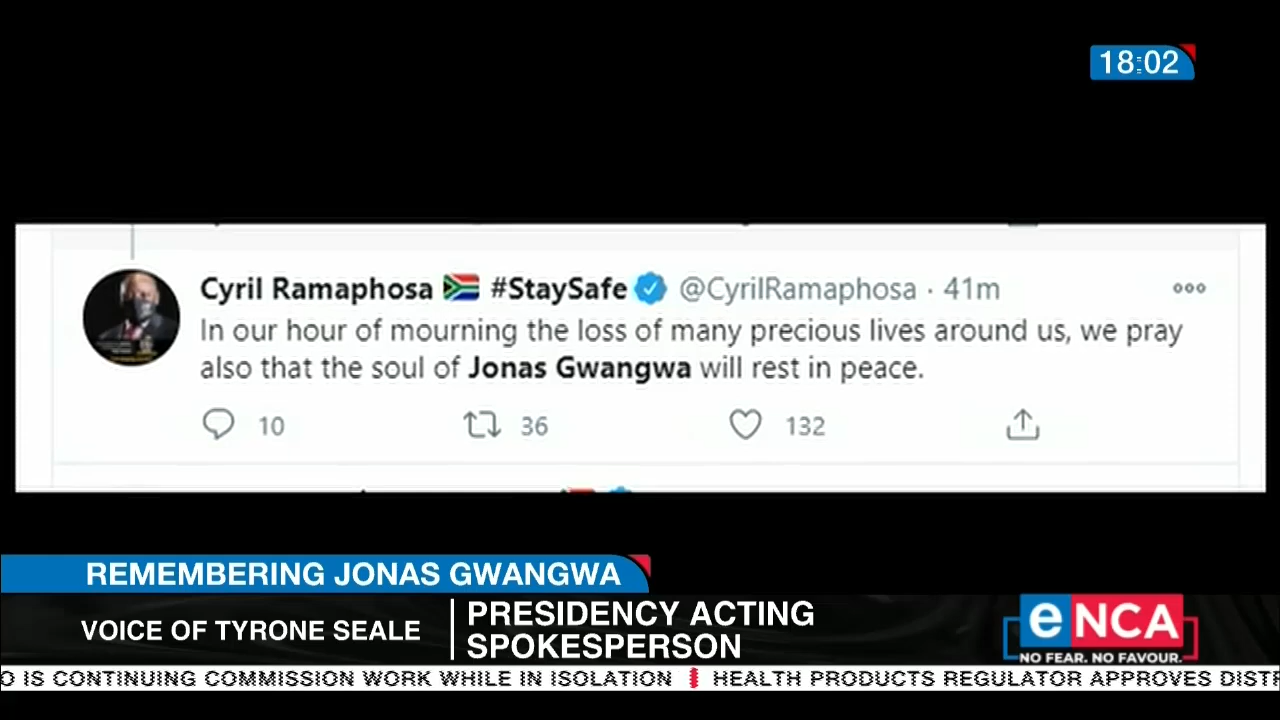 18:02
Cyril Ramaphosa 🇿🇦 #StaySafe @CyrilRamaphosa · 41m
In our hour of mourning the loss of many precious lives around us, we pray
also that the soul of Jonas Gwangwa will rest in peace.
10 36 132
REMEMBERING JONAS GWANGWA
VOICE OF TYRONE SEALE
PRESIDENCY ACTING
SPOKESPERSON
eNCA
NO FEAR. NO FAVOUR.
O IS CONTINUING COMMISSION WORK WHILE IN ISOLATION HEALTH PRODUCTS REGULATOR APPROVES DIST